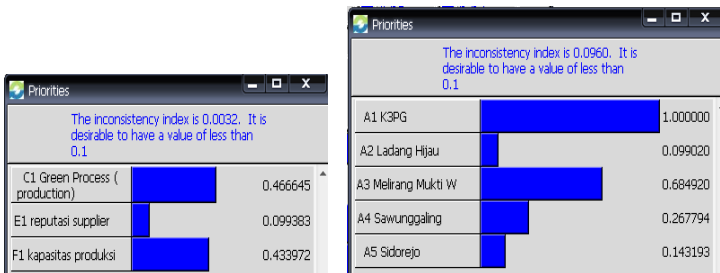 Priorities
The inconsistency index is 0.0032. It is
desirable to have a value of less than
0.1
C1 Green Process (
production)
0.466645
E1 reputasi supplier
0.099383
F1 kapasitas produksi
0.433972
Priorities
The inconsistency index is 0.0960. It is
desirable to have a value of less than
0.1
A1 K3PG
1.000000
A2 Ladang Hijau
0.099020
A3 Melirang Mukti W
0.684920
A4 Sawunggaling
0.267794
A5 Sidorejo
0.143193